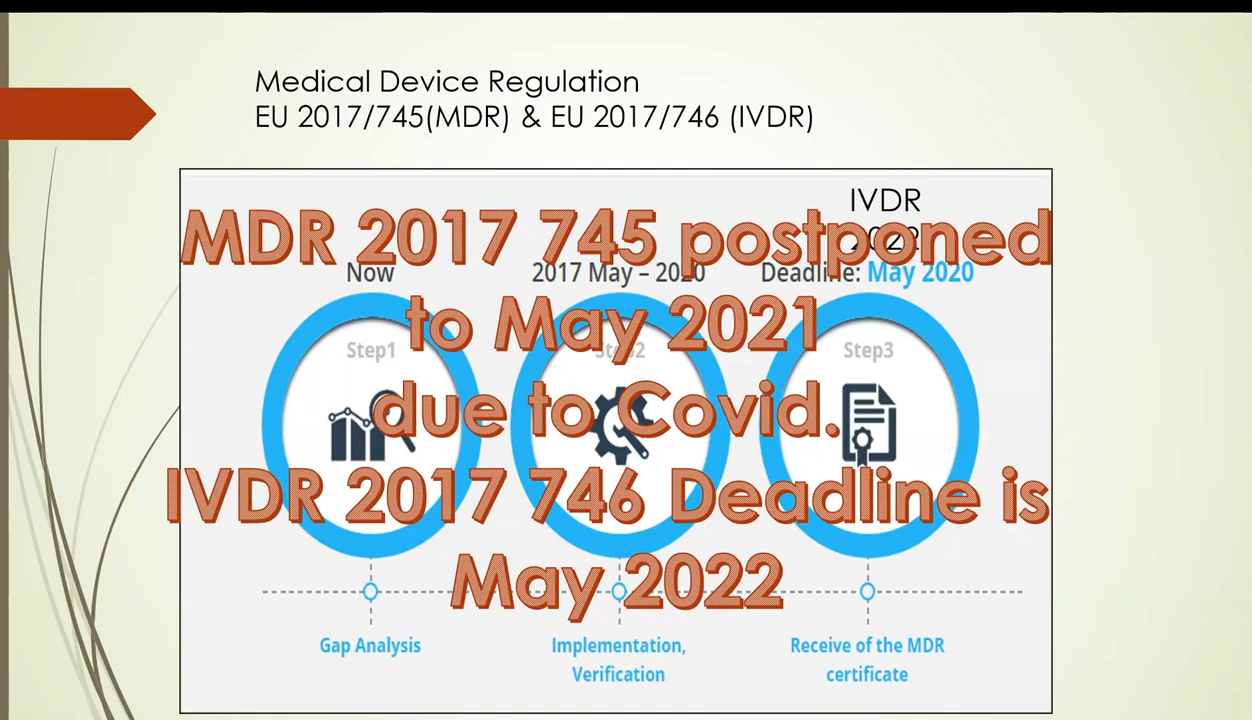 Medical Device Regulation
EU 2017/745(MDR) & EU 2017/746 (IVDR)
IVDR
2022
MDR 2017 745 postponed
Now
2017 May – 2020
Deadline: May 2020
to May 2021
Step1
Step2
Step3
due to Covid.
IVDR 2017 746 Deadline is
May 2022
Gap Analysis
Implementation,
Verification
Receive of the MDR
certificate